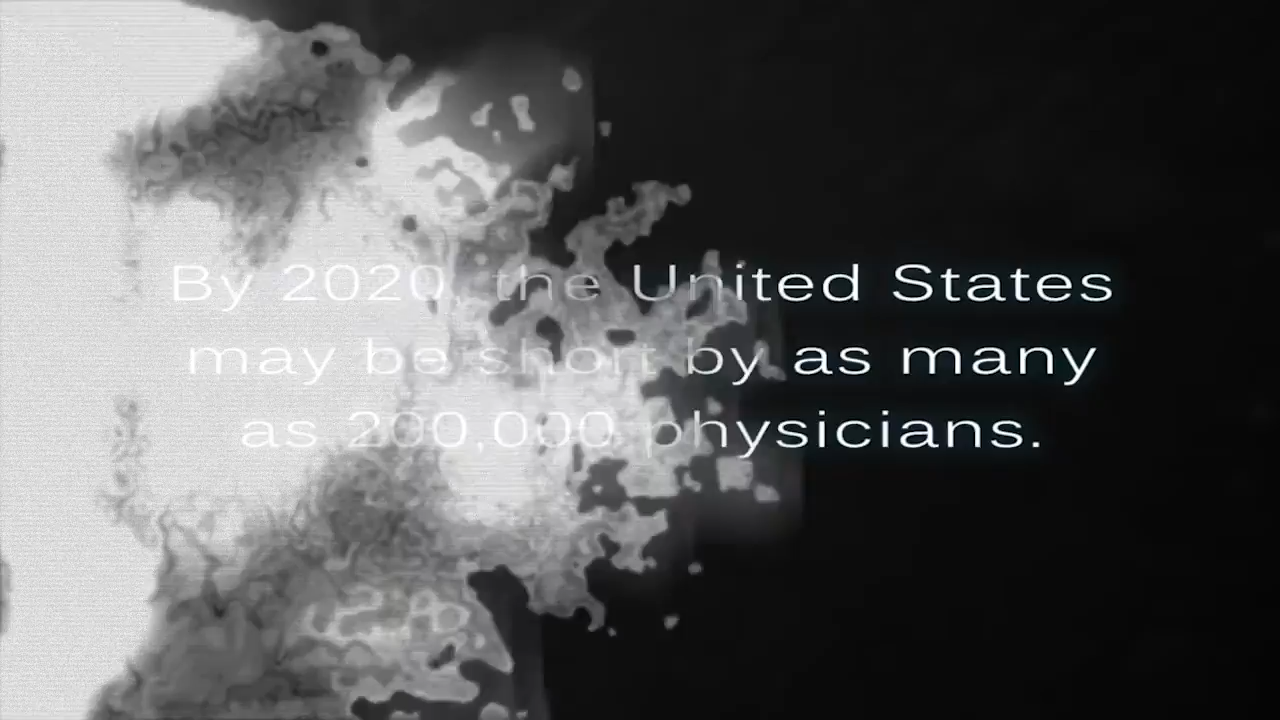 By 2020, the United States
may be short by as many
as 200,000 physicians.